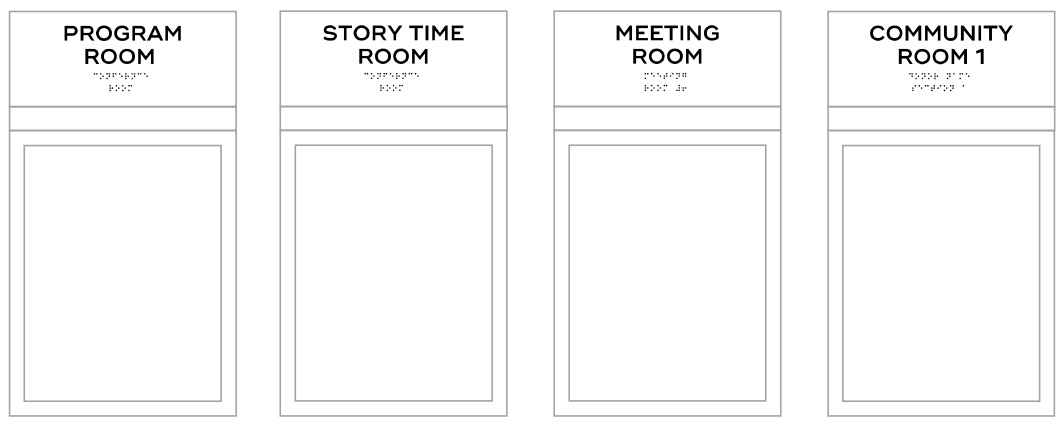 PROGRAM
ROOM
STORY TIME
ROOM
MEETING
ROOM
COMMUNITY
ROOM 1